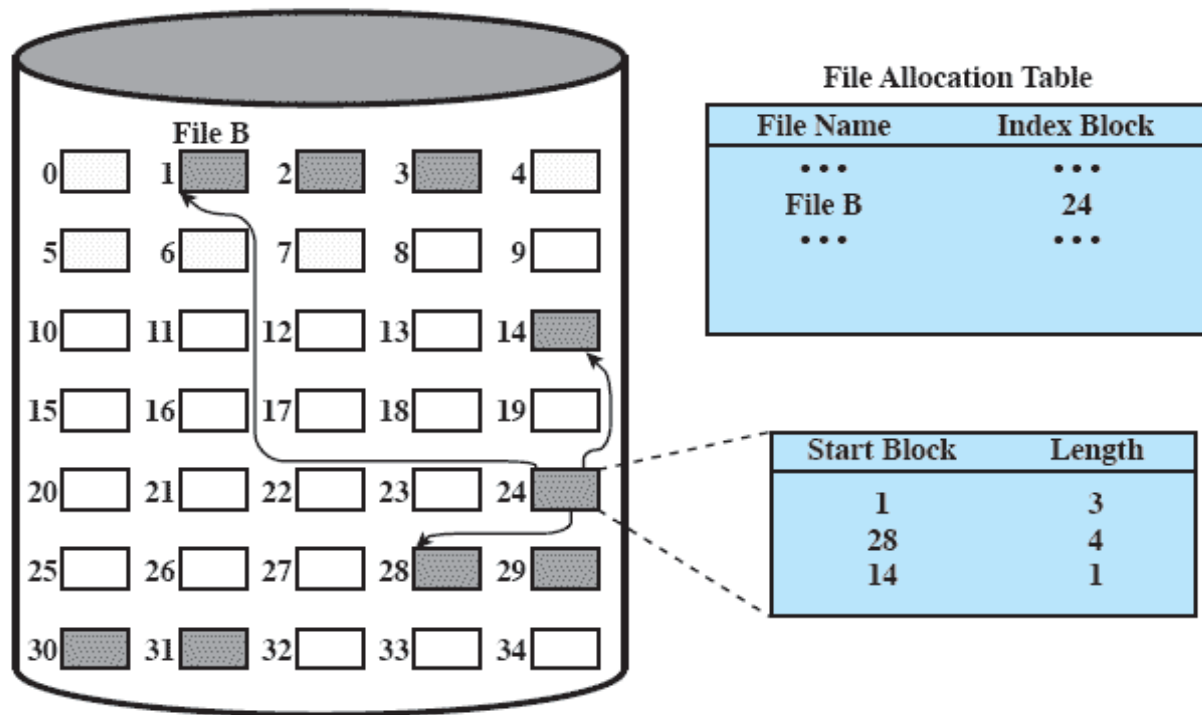 File B
0 1 2 3 4
5 6 7 8 9
10 11 12 13 14
15 16 17 18 19
20 21 22 23 24
25 26 27 28 29
30 31 32 33 34
File Allocation Table
File Name Index Block
••• •••
File B 24
••• •••
Start Block Length
1 3
28 4
14 1